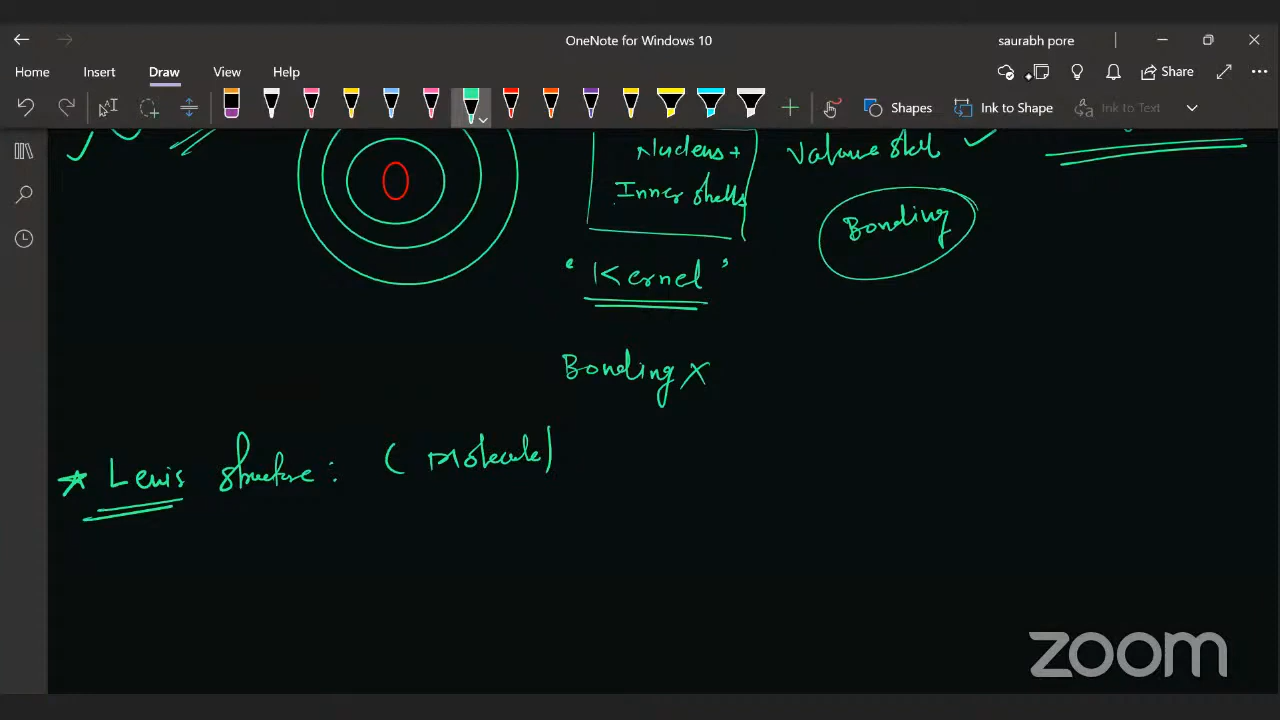 OneNote for Windows 10
saurabh pore
Home Insert Draw View Help
Share
Shapes
Ink to Shape
Ink to Text
Nucleus +
Inner Shells
Valance Shell
Bonding
" Kernel "
Bonding X
* Lewis Structure : ( Molecule)
zoom